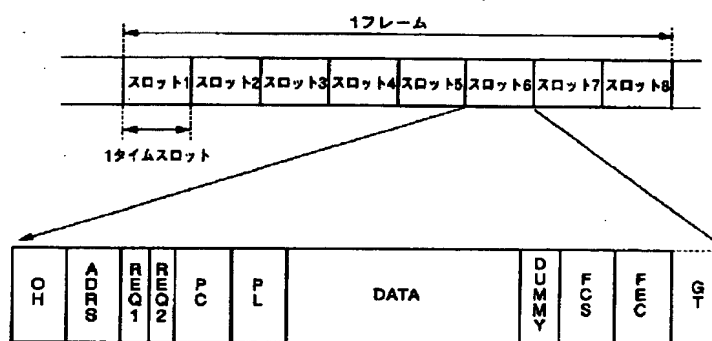 1フレーム
スロット1 スロット2 スロット3 スロット4 スロット5 スロット6 スロット7 スロット8
1タイムスロット
OH ADRS REQ1 REQ2 PC PL DATA DUMMY FCS FEC GT